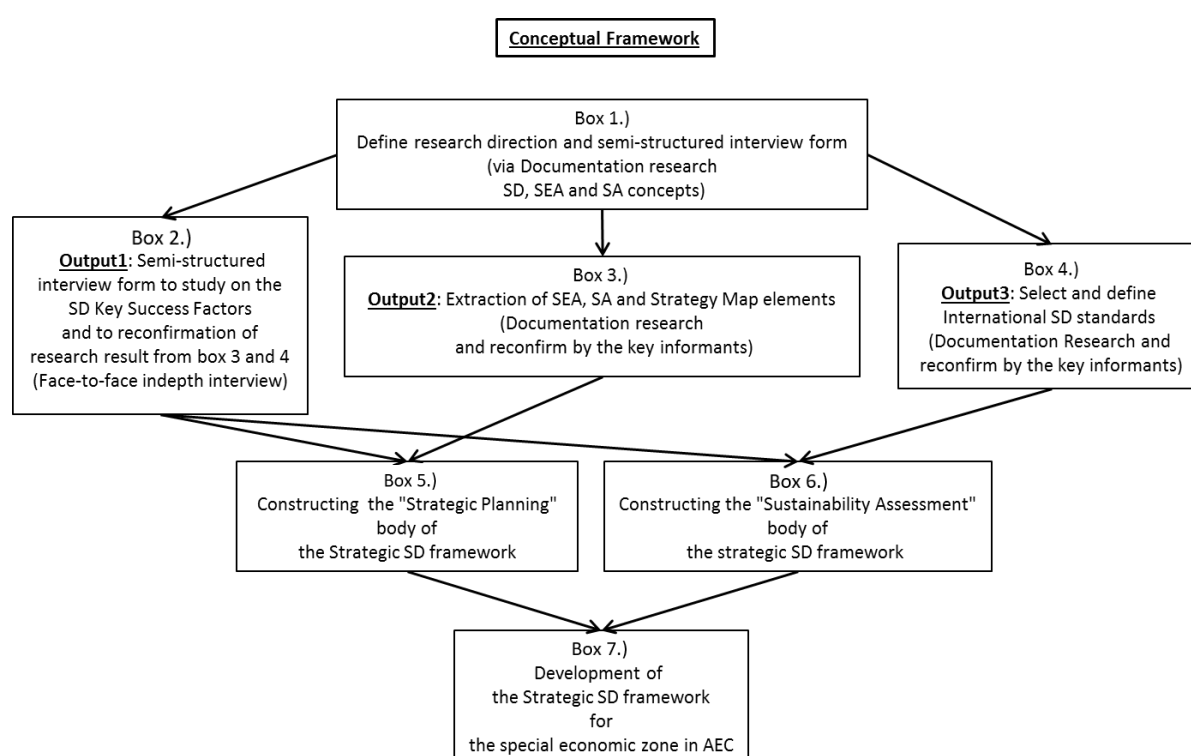 Conceptual Framework
Box 1.)
Define research direction and semi-structured interview form
(via Documentation research
SD, SEA and SA concepts)
Box 2.)
Output1: Semi-structured
interview form to study on the
SD Key Success Factors
and to reconfirmation of
research result from box 3 and 4
(Face-to-face indepth interview)
Box 3.)
Output2: Extraction of SEA, SA and Strategy Map elements
(Documentation research
and reconfirm by the key informants)
Box 4.)
Output3: Select and define
International SD standards
(Documentation Research and
reconfirm by the key informants)
Box 5.)
Constructing the "Strategic Planning"
body of
the Strategic SD framework
Box 6.)
Constructing the "Sustainability Assessment"
body of
the strategic SD framework
Box 7.)
Development of
the Strategic SD framework
for
the special economic zone in AEC